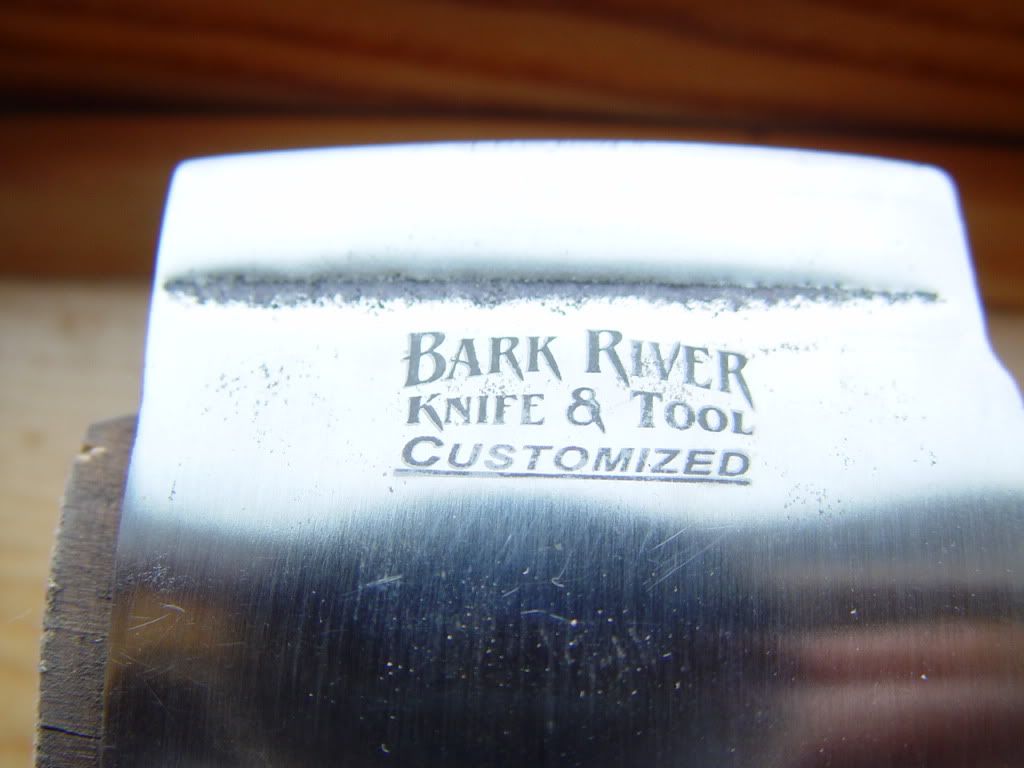 BARK RIVER
KNIFE & TOOL
CUSTOMIZED